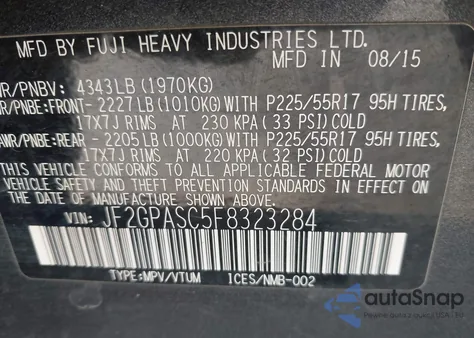 MFD BY FUJI HEAVY INDUSTRIES LTD.
MFD IN 08/15
WR/PNBV: 4343LB (1970KG)
WR/PNBE:FRONT- 2227LB (1010KG) WITH P225/55R17 95H TIRES,
17X7J RIMS AT 230 KPA (33 PSI) COLD
AWR/PNBE:REAR - 2205LB (1000KG) WITH P225/55R17 95H TIRES,
17X7J RIMS AT 220 KPA (32 PSI) COLD
THIS VEHICLE CONFORMS TO ALL APPLICABLE FEDERAL MOTOR
VEHICLE SAFETY AND THEFT PREVENTION STANDARDS IN EFFECT ON
THE DATE OF MANUFACTURE SHOWN ABOVE.
VIN: JF2GPASC5F8323284
TYPE:MPV/VTUM ICES/NMB-002
autoSnap